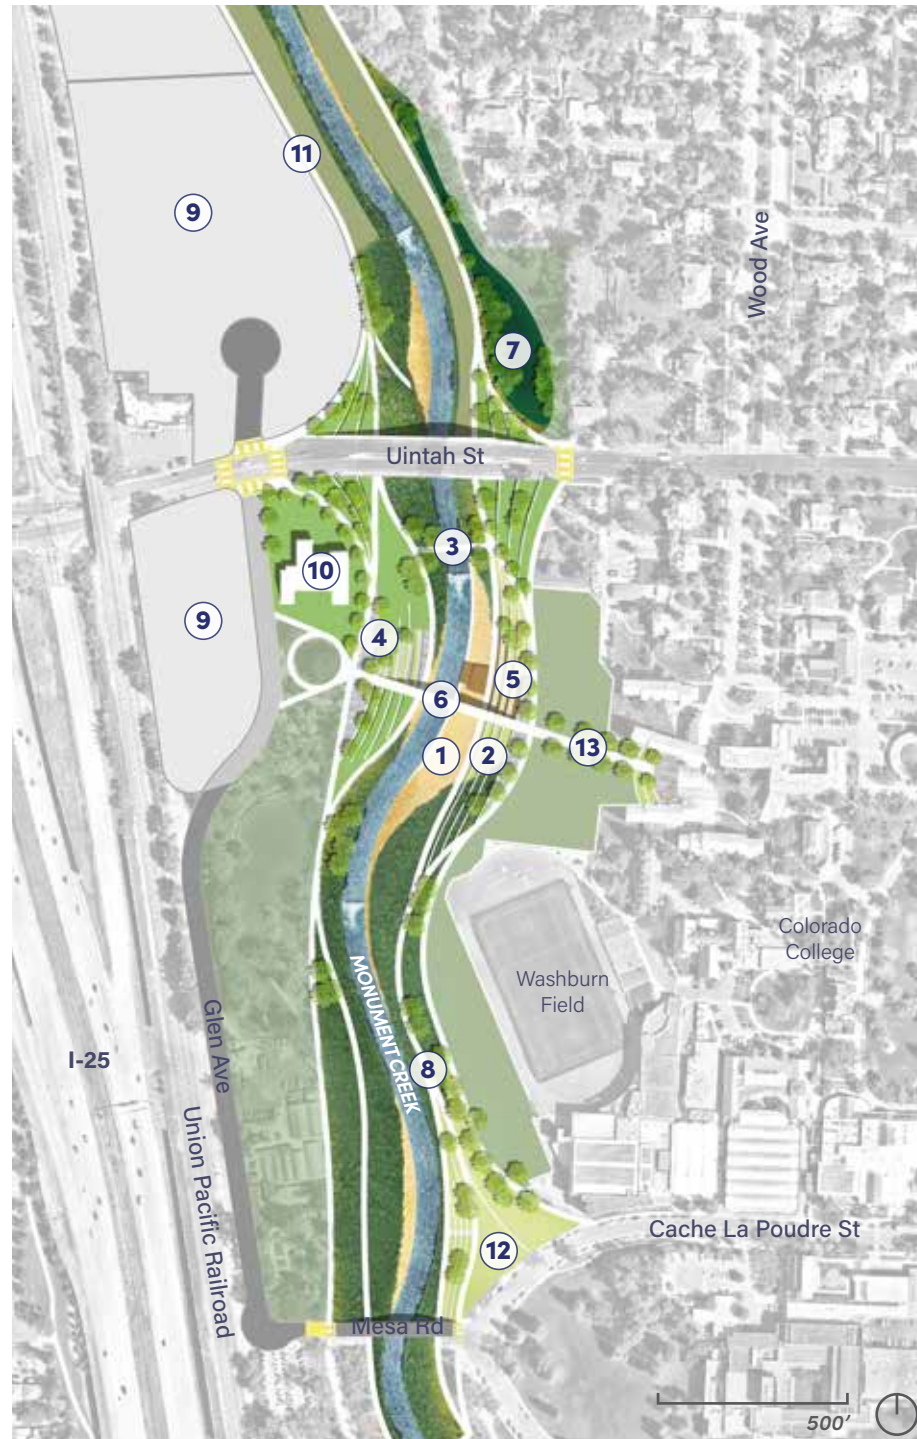 11
9
Wood Ave
7
Uintah St
3
10
9
4
5
6
13
1
2
Colorado
College
Washburn
Field
MONUMENT CREEK
Glen Ave
I-25
8
Union Pacific Railroad
Cache La Poudre St
12
Mesa Rd
500'